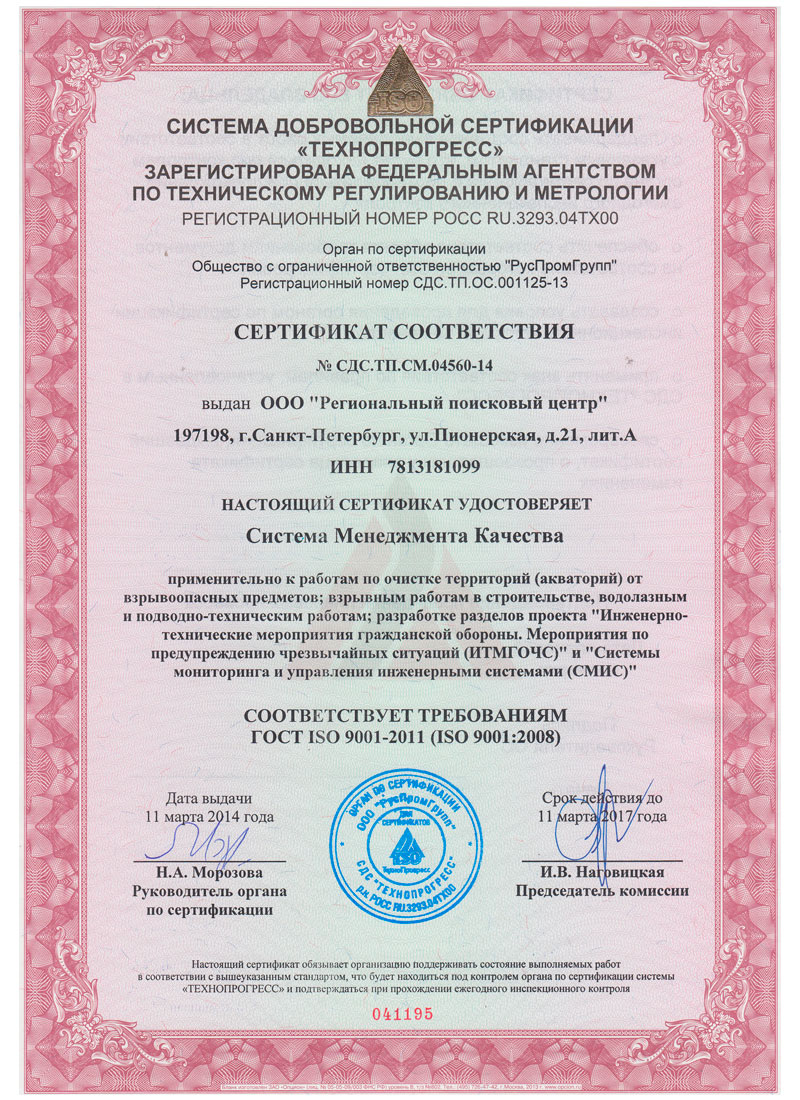 ISO
СИСТЕМА ДОБРОВОЛЬНОЙ СЕРТИФИКАЦИИ
«ТЕХНОПРОГРЕСС»
ЗАРЕГИСТРИРОВАНА ФЕДЕРАЛЬНЫМ АГЕНТСТВОМ
ПО ТЕХНИЧЕСКОМУ РЕГУЛИРОВАНИЮ И МЕТРОЛОГИИ
РЕГИСТРАЦИОННЫЙ НОМЕР РОСС RU.3293.04ТХ00
Орган по сертификации
Общество с ограниченной ответственностью "РусПромГрупп"
Регистрационный номер СДС.ТП.ОС.001125-13
СЕРТИФИКАТ СООТВЕТСТВИЯ
№ СДС.ТП.СМ.04560-14
выдан ООО "Региональный поисковый центр"
197198, г.Санкт-Петербург, ул.Пионерская, д.21, лит.А
ИНН 7813181099
НАСТОЯЩИЙ СЕРТИФИКАТ УДОСТОВЕРЯЕТ
Система Менеджмента Качества
применительно к работам по очистке территорий (акваторий) от
взрывоопасных предметов; взрывным работам в строительстве, водолазным
и подводно-техническим работам; разработке разделов проекта "Инженерно-
технические мероприятия гражданской обороны. Мероприятия по
предупреждению чрезвычайных ситуаций (ИТМГОЧС)" и "Системы
мониторинга и управления инженерными системами (СМИС)"
СООТВЕТСТВУЕТ ТРЕБОВАНИЯМ
ГОСТ ISO 9001-2011 (ISO 9001:2008)
Дата выдачи
11 марта 2014 года
Н.А. Морозова
Руководитель органа
по сертификации
ОРГАН ПО СЕРТИФИКАЦИИ
ООО "РусПромГрупп"
ДЛЯ
СЕРТИФИКАТОВ
ISO
ТехноПрогресс
СДС "ТЕХНОПРОГРЕСС"
р.н. РОСС RU.3293.04ТХ00
Срок действия до
11 марта 2017 года
И.В. Наговицкая
Председатель комиссии
Настоящий сертификат обязывает организацию поддерживать состояние выполняемых работ
в соответствии с вышеуказанным стандартом, что будет находиться под контролем органа по сертификации системы
«ТЕХНОПРОГРЕСС» и подтверждаться при прохождении ежегодного инспекционного контроля
041195